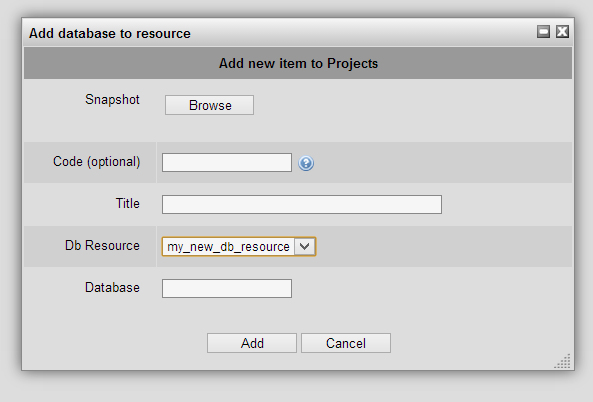 Add database to resource
Add new item to Projects
Snapshot
Browse
Code (optional)
?
Title
Db Resource
my_new_db_resource
Database
Add
Cancel